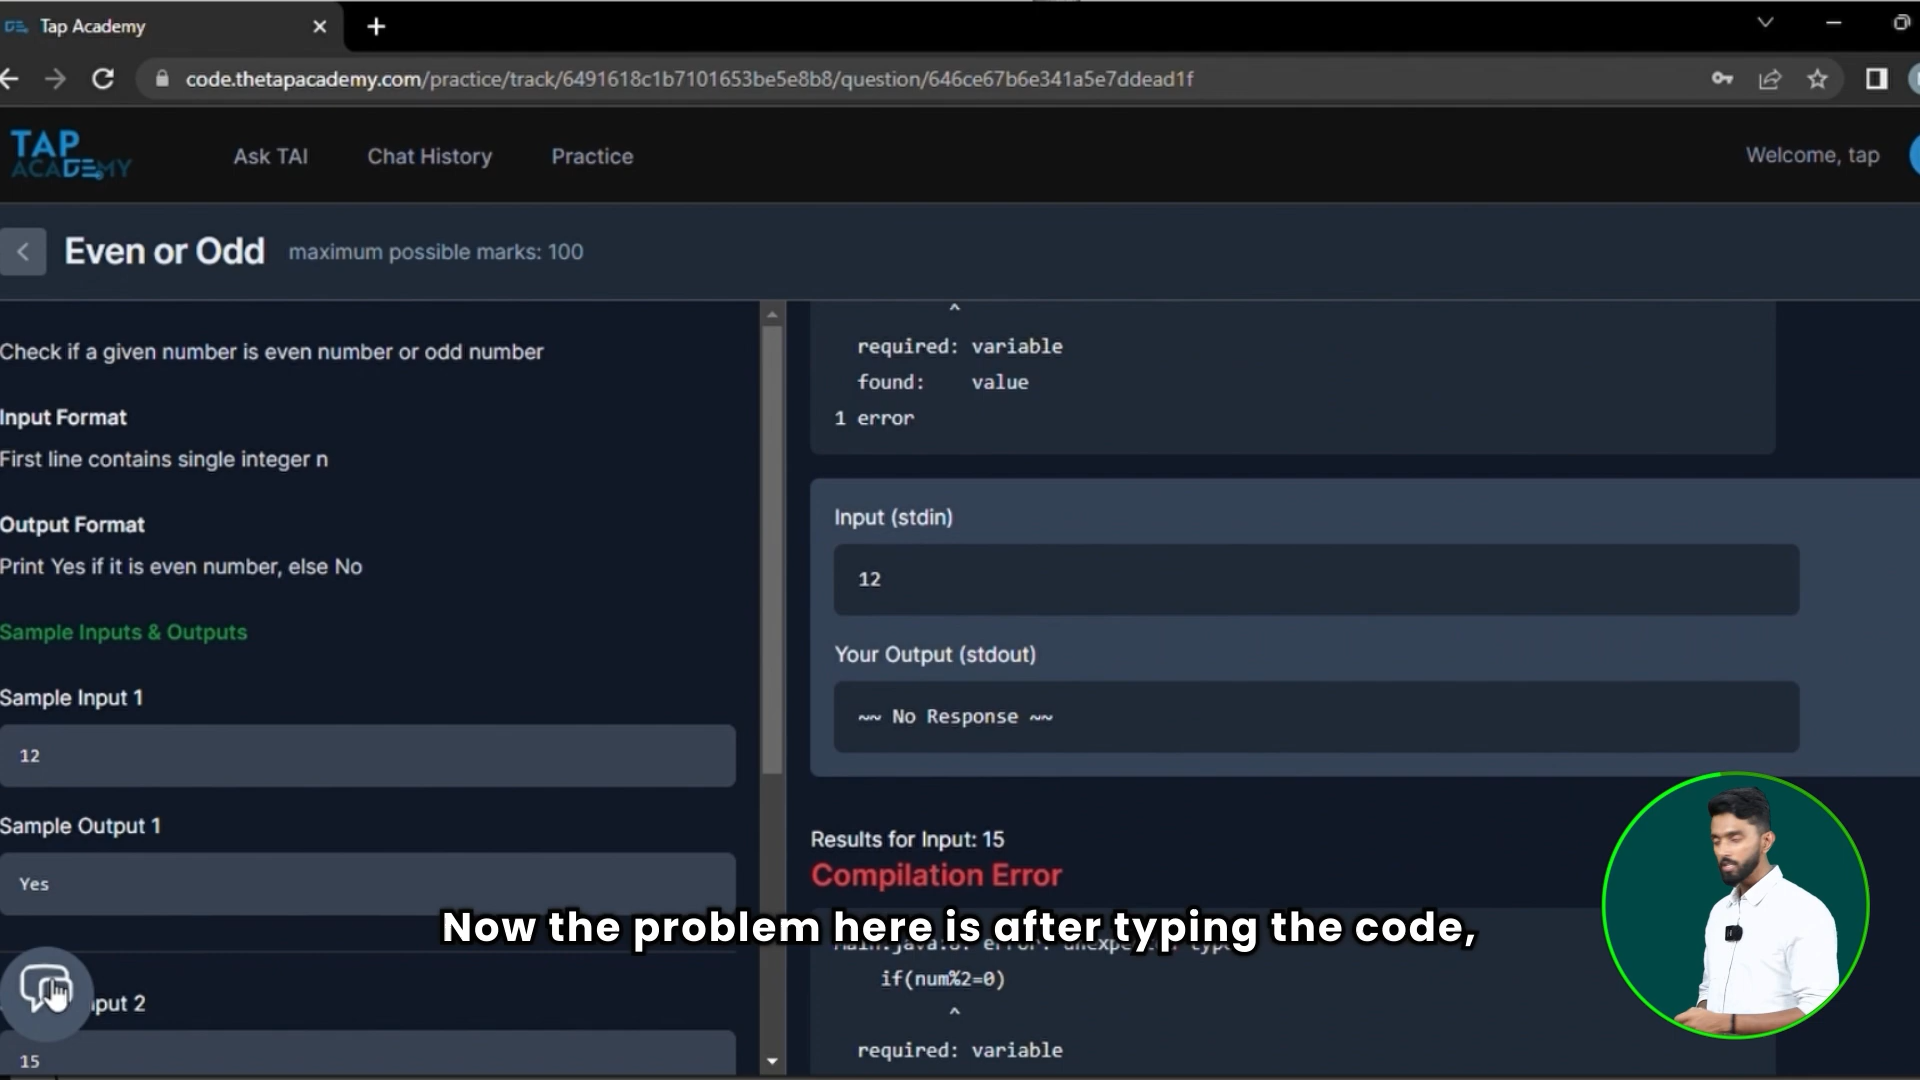 Tap Academy
code.thetapacademy.com/practice/track/6491618c1b7101653be5e8b8/question/646ce67b6e341a5e7ddead1f
TAP
ACADEMY
Ask TAI
Chat History
Practice
Welcome, tap
Even or Odd
maximum possible marks: 100
Check if a given number is even number or odd number
Input Format
First line contains single integer n
Output Format
Print Yes if it is even number, else No
Sample Inputs & Outputs
Sample Input 1
12
Sample Output 1
Yes
nput 2
15
^
required: variable
found: value
1 error
Input (stdin)
12
Your Output (stdout)
~~ No Response ~~
Results for Input: 15
Compilation Error
if(num%2=0)
^
required: variable
Now the problem here is after typing the code,